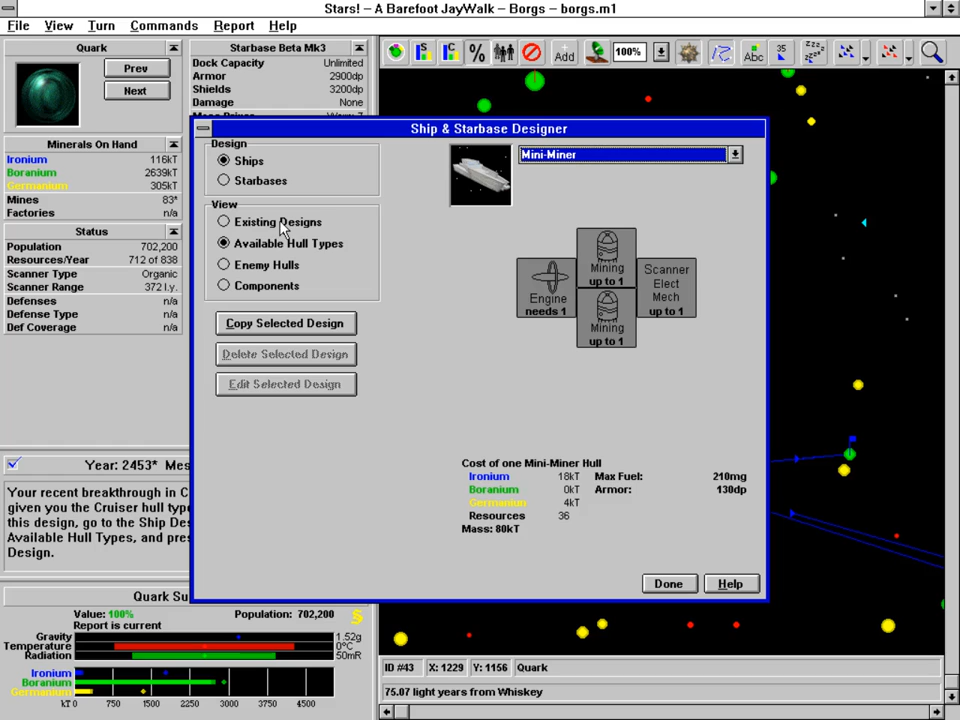 Stars! – A Barefoot JayWalk – Borgs – borgs.m1
File View Turn Commands Report Help
Quark
Prev
Next
Starbase Beta Mk3
Dock Capacity Unlimited
Armor 2900dp
Shields 3200dp
Damage None
100%
Add
Abc
35
Minerals On Hand
Ironium 116kT
Boranium 2639kT
Germanium 305kT
Mines 83*
Factories n/a
Status
Population 702,200
Resources/Year 712 of 838
Scanner Type Organic
Scanner Range 372 l.y.
Defenses n/a
Defense Type n/a
Def Coverage n/a
Year: 2453* Mes
Your recent breakthrough in C
given you the Cruiser hull typ
this design, go to the Ship De
Available Hull Types, and pres
Design.
Quark Su
Value: 100% Population: 702,200
Report is current
Gravity 1.52g
Temperature 0°C
Radiation 50mR
Ironium
Boranium
Germanium
kT 0 750 1500 2250 3000 3750 4500
Ship & Starbase Designer
Design
Ships
Starbases
View
Existing Designs
Available Hull Types
Enemy Hulls
Components
Copy Selected Design
Delete Selected Design
Edit Selected Design
Mini-Miner
Mining
up to 1
Engine
needs 1
Scanner
Elect
Mech
up to 1
Mining
up to 1
Cost of one Mini-Miner Hull
Ironium 18kT Max Fuel: 210mg
Boranium 0kT Armor: 130dp
Germanium 4kT
Resources 36
Mass: 80kT
Done
Help
ID #43 X: 1229 Y: 1156 Quark
75.07 light years from Whiskey